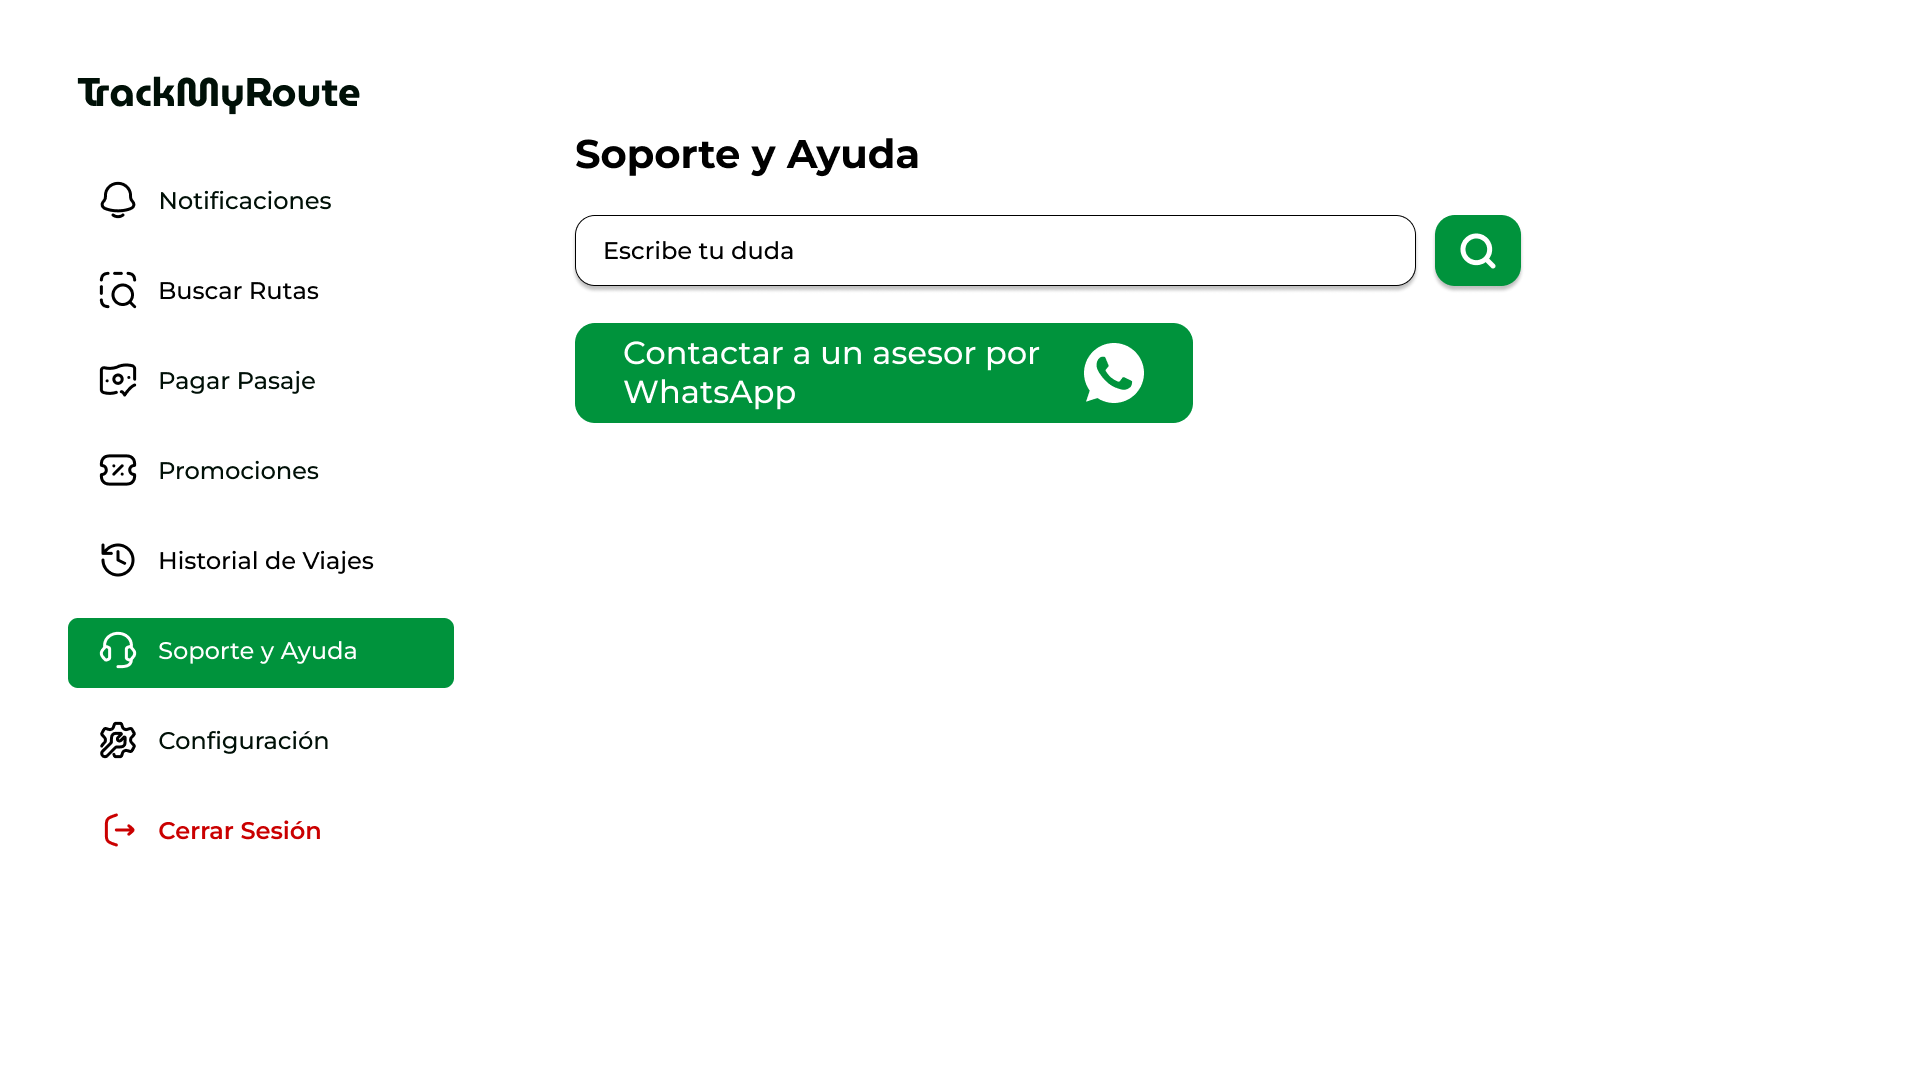 TrackMyRoute
Notificaciones
Buscar Rutas
Pagar Pasaje
Promociones
Historial de Viajes
Soporte y Ayuda
Configuración
Cerrar Sesión
Soporte y Ayuda
Escribe tu duda
Contactar a un asesor por
WhatsApp